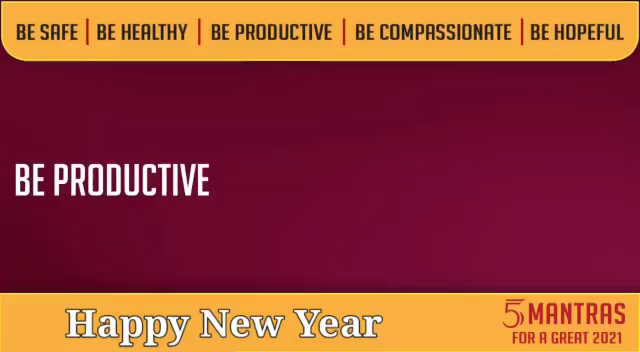 BE SAFE | BE HEALTHY | BE PRODUCTIVE | BE COMPASSIONATE | BE HOPEFUL
BE PRODUCTIVE
Happy New Year
5 MANTRAS
FOR A GREAT 2021